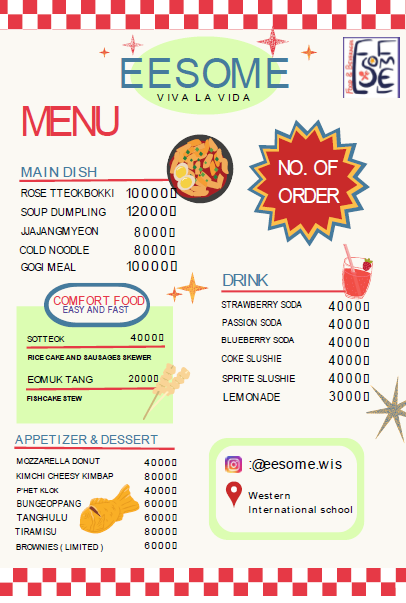 EESOME
VIVA LA VIDA
MENU
NO. OF
ORDER
MAIN DISH
ROSE TTEOKBOKKI 10000▯
SOUP DUMPLING 12000▯
JJAJANGMYEON 8000▯
COLD NOODLE 8000▯
GOGI MEAL 10000▯
COMFORT FOOD
EASY AND FAST
SOTTEOK 4000▯
RICE CAKE AND SAUSAGES SKEWER
EOMUK TANG 2000▯
FISHCAKE STEW
DRINK
STRAWBERRY SODA 4000▯
PASSION SODA 4000▯
BLUEBERRY SODA 4000▯
COKE SLUSHIE 4000▯
SPRITE SLUSHIE 4000▯
LEMONADE 3000▯
APPETIZER & DESSERT
MOZZARELLA DONUT 4000▯
KIMCHI CHEESY KIMBAP 8000▯
P'HET KLOK 4000▯
BUNGEOPPANG 6000▯
TANGHULU 6000▯
TIRAMISU 8000▯
BROWNIES ( LIMITED ) 6000▯
:@eesome.wis
Western
International school